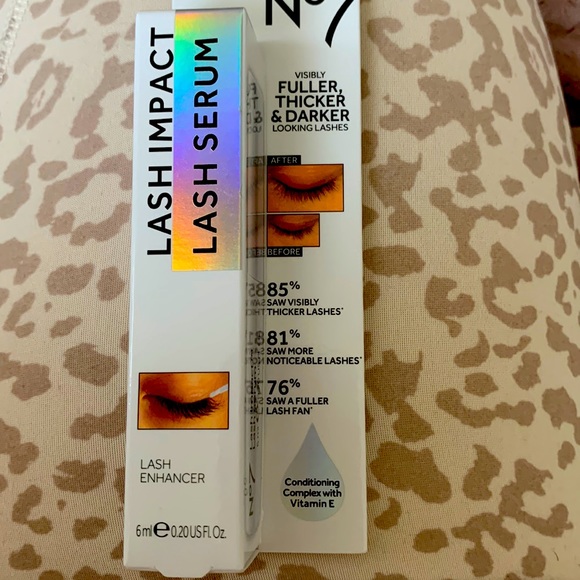 LASH IMPACT
LASH SERUM
LASH
ENHANCER
6 ml e 0.20 US Fl. Oz.
No7
VISIBLY
FULLER,
THICKER
& DARKER
LOOKING LASHES
AFTER
BEFORE
85%
SAW VISIBLY
THICKER LASHES*
81%
SAW MORE
NOTICEABLE LASHES*
76%
SAW A FULLER
LASH FAN*
Conditioning
Complex with
Vitamin E